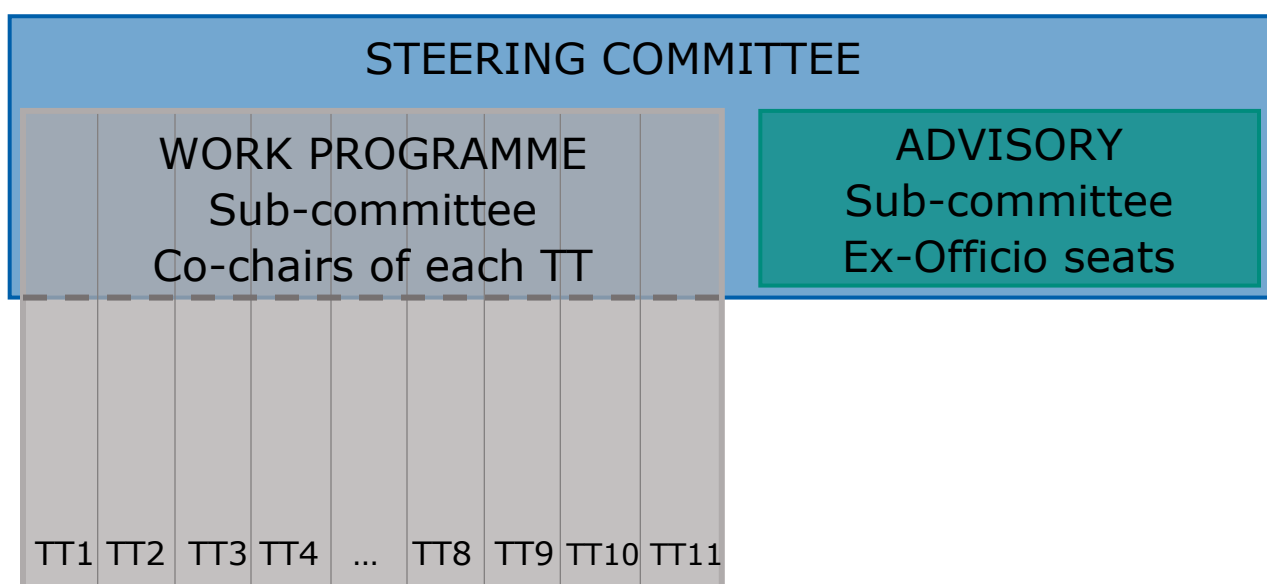 STEERING COMMITTEE
WORK PROGRAMME
Sub-committee
Co-chairs of each TT
ADVISORY
Sub-committee
Ex-Officio seats
TT1 TT2 TT3 TT4 ... TT8 TT9 TT10 TT11